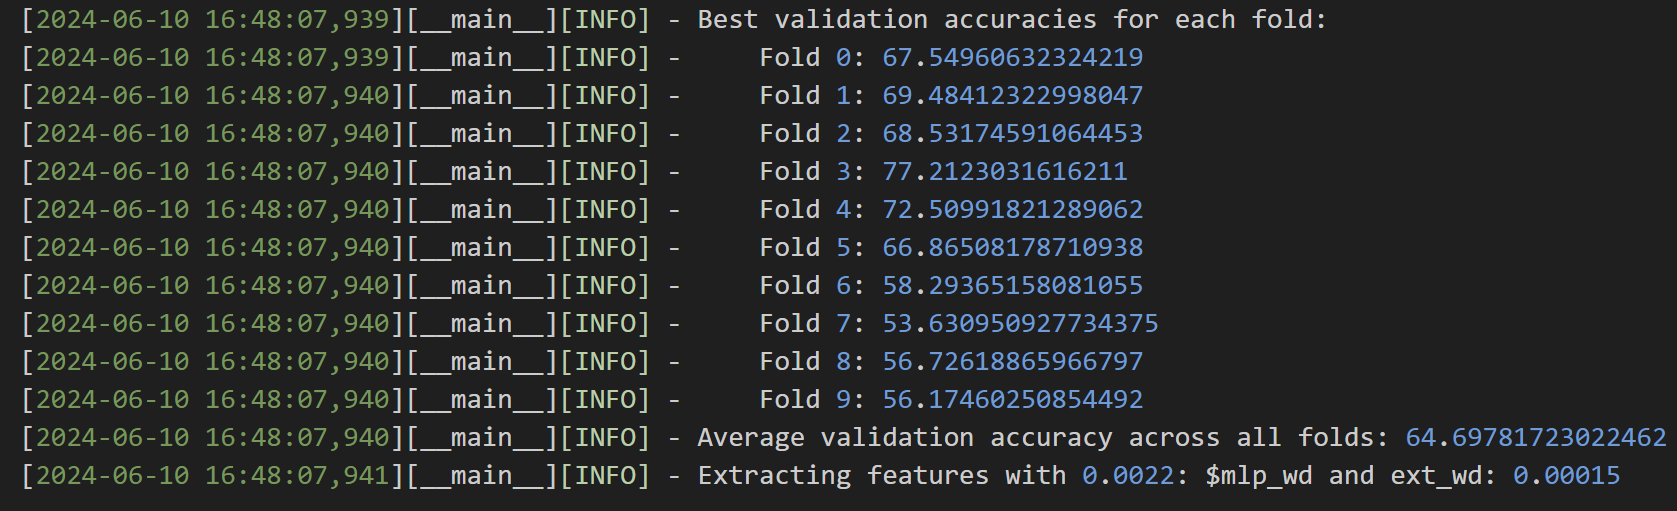 [2024-06-10 16:48:07,939][__main__][INFO] - Best validation accuracies for each fold:
[2024-06-10 16:48:07,939][__main__][INFO] -     Fold 0: 67.54960632324219
[2024-06-10 16:48:07,940][__main__][INFO] -     Fold 1: 69.48412322998047
[2024-06-10 16:48:07,940][__main__][INFO] -     Fold 2: 68.53174591064453
[2024-06-10 16:48:07,940][__main__][INFO] -     Fold 3: 77.2123031616211
[2024-06-10 16:48:07,940][__main__][INFO] -     Fold 4: 72.50991821289062
[2024-06-10 16:48:07,940][__main__][INFO] -     Fold 5: 66.86508178710938
[2024-06-10 16:48:07,940][__main__][INFO] -     Fold 6: 58.29365158081055
[2024-06-10 16:48:07,940][__main__][INFO] -     Fold 7: 53.630950927734375
[2024-06-10 16:48:07,940][__main__][INFO] -     Fold 8: 56.72618865966797
[2024-06-10 16:48:07,940][__main__][INFO] -     Fold 9: 56.17460250854492
[2024-06-10 16:48:07,940][__main__][INFO] - Average validation accuracy across all folds: 64.69781723022462
[2024-06-10 16:48:07,941][__main__][INFO] - Extracting features with 0.0022: $mlp_wd and ext_wd: 0.00015